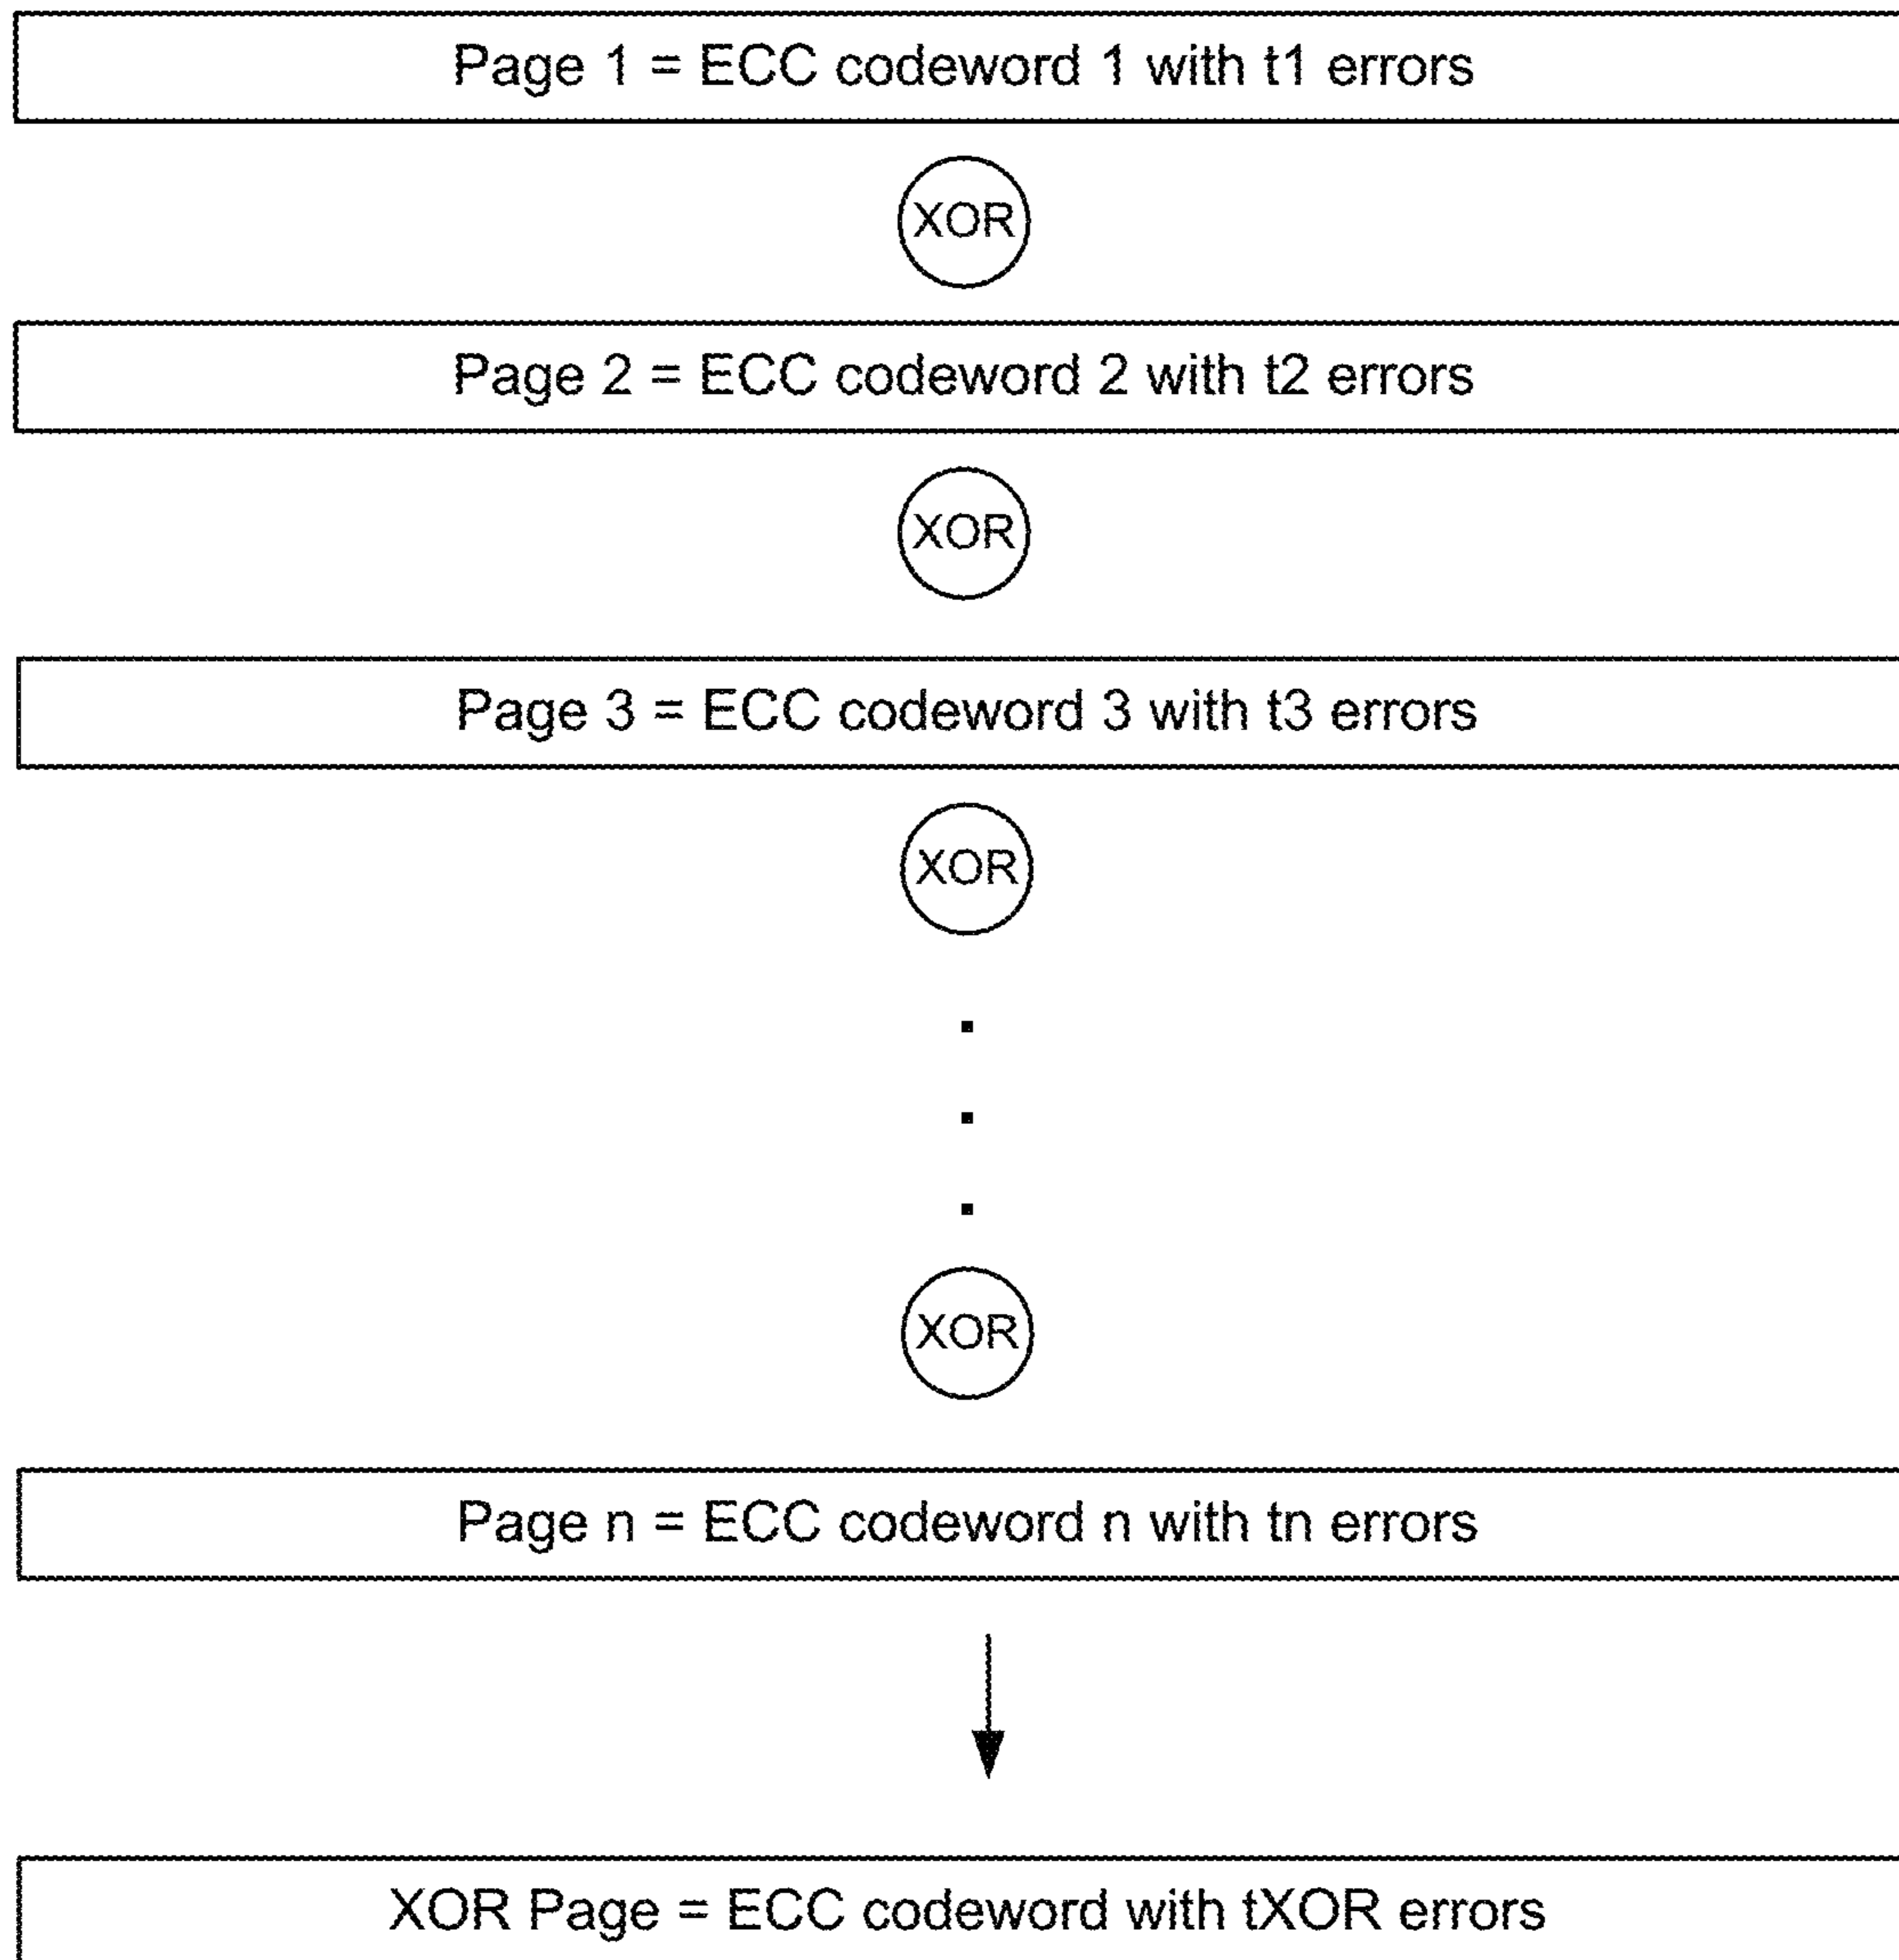 Page 1 = ECC codeword 1 with t1 errors
XOR
Page 2 = ECC codeword 2 with t2 errors
XOR
Page 3 = ECC codeword 3 with t3 errors
XOR
.
.
.
XOR
Page n = ECC codeword n with tn errors
XOR Page = ECC codeword with tXOR errors